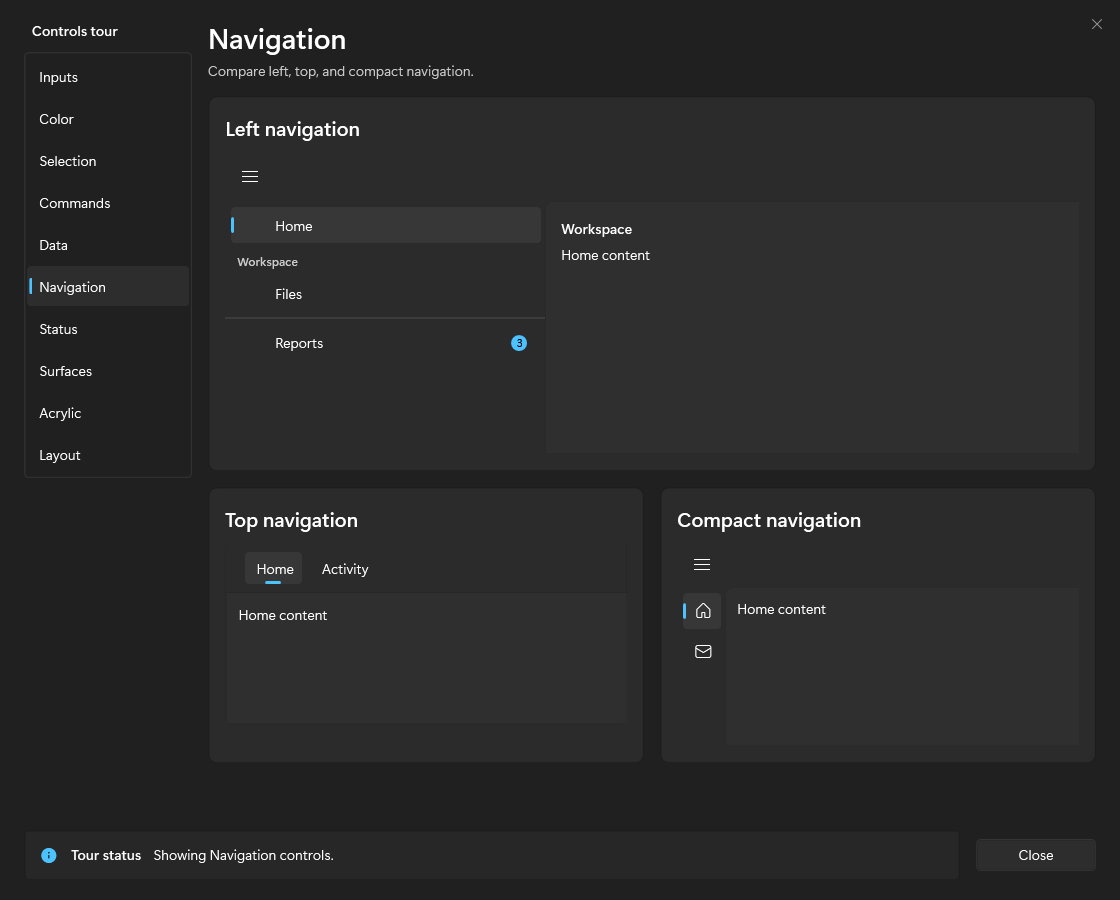 Controls tour
Inputs
Color
Selection
Commands
Data
Navigation
Status
Surfaces
Acrylic
Layout
Navigation
Compare left, top, and compact navigation.
Left navigation
Home
Workspace
Files
Reports
3
Workspace
Home content
Top navigation
Home
Activity
Home content
Compact navigation
Home content
Tour status
Showing Navigation controls.
Close